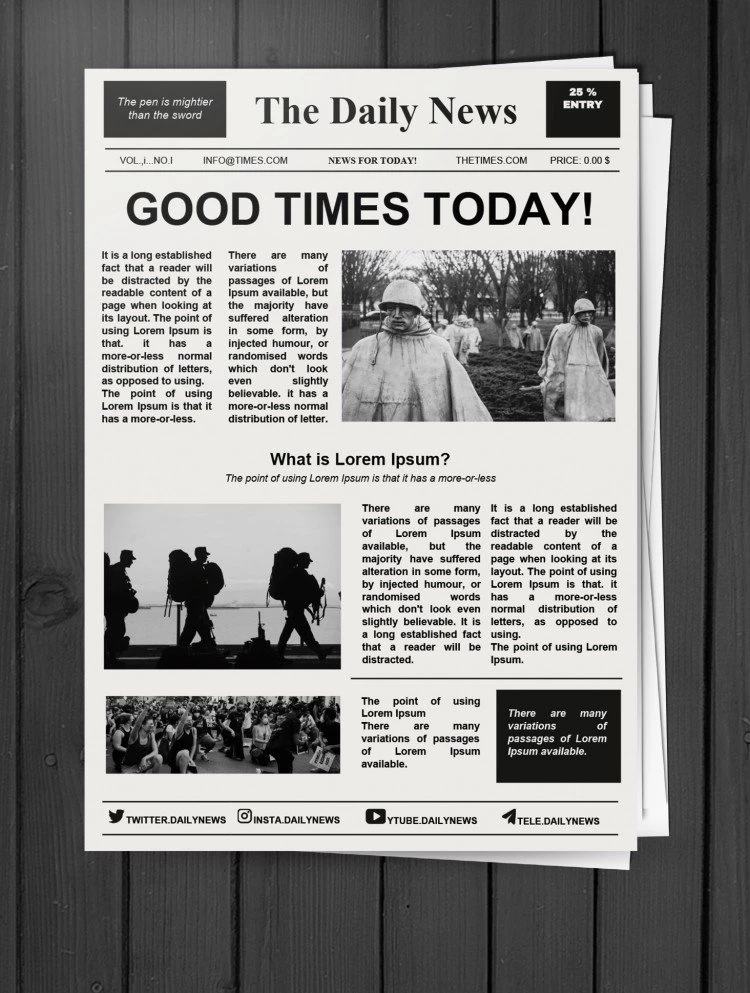 The pen is mightier
than the sword
The Daily News
25 %
ENTRY
VOL.,i...NO.I
INFO@TIMES.COM
NEWS FOR TODAY!
THETIMES.COM
PRICE: 0.00 $
GOOD TIMES TODAY!
It is a long established
fact that a reader will
be distracted by the
readable content of a
page when looking at
its layout. The point of
using Lorem Ipsum is
that. it has a
more-or-less normal
distribution of letters,
as opposed to using.
The point of using
Lorem Ipsum is that it
has a more-or-less.
There are many
variations of
passages of Lorem
Ipsum available, but
the majority have
suffered alteration
in some form, by
injected humour, or
randomised words
which don't look
even slightly
believable. it has a
more-or-less normal
distribution of letter.
What is Lorem Ipsum?
The point of using Lorem Ipsum is that it has a more-or-less
There are many
variations of passages
of Lorem Ipsum
available, but the
majority have suffered
alteration in some form,
by injected humour, or
randomised words
which don't look even
slightly believable. It is
a long established fact
that a reader will be
distracted.
It is a long established
fact that a reader will be
distracted by the
readable content of a
page when looking at its
layout. The point of using
Lorem Ipsum is that. it
has a more-or-less
normal distribution of
letters, as opposed to
using.
The point of using Lorem
Ipsum.
The point of using
Lorem Ipsum
There are many
variations of passages
of Lorem Ipsum
available.
There are many
variations of
passages of Lorem
Ipsum available.
TWITTER.DAILYNEWS
INSTA.DAILYNEWS
YTUBE.DAILYNEWS
TELE.DAILYNEWS